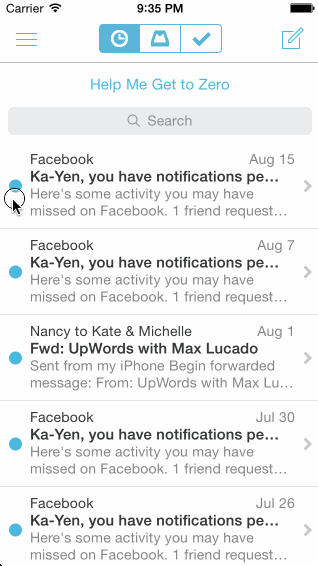 Carrier 9:35 PM
Help Me Get to Zero
Search
Facebook Aug 15
Ka-Yen, you have notifications pe...
Here's some activity you may have
missed on Facebook. 1 friend request...
Facebook Aug 7
Ka-Yen, you have notifications pe...
Here's some activity you may have
missed on Facebook. 1 friend request...
Nancy to Kate & Michelle Aug 1
Fwd: UpWords with Max Lucado
Sent from my iPhone Begin forwarded
message: From: UpWords with Max Lu...
Facebook Jul 30
Ka-Yen, you have notifications pe...
Here's some activity you may have
missed on Facebook. 1 friend request...
Facebook Jul 26
Ka-Yen, you have notifications pe...
Here's some activity you may have
missed on Facebook. 1 friend request...